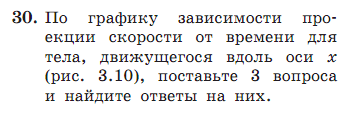 30. По графику зависимости про-
екции скорости от времени для
тела, движущегося вдоль оси x
(рис. 3.10), поставьте 3 вопроса
и найдите ответы на них.